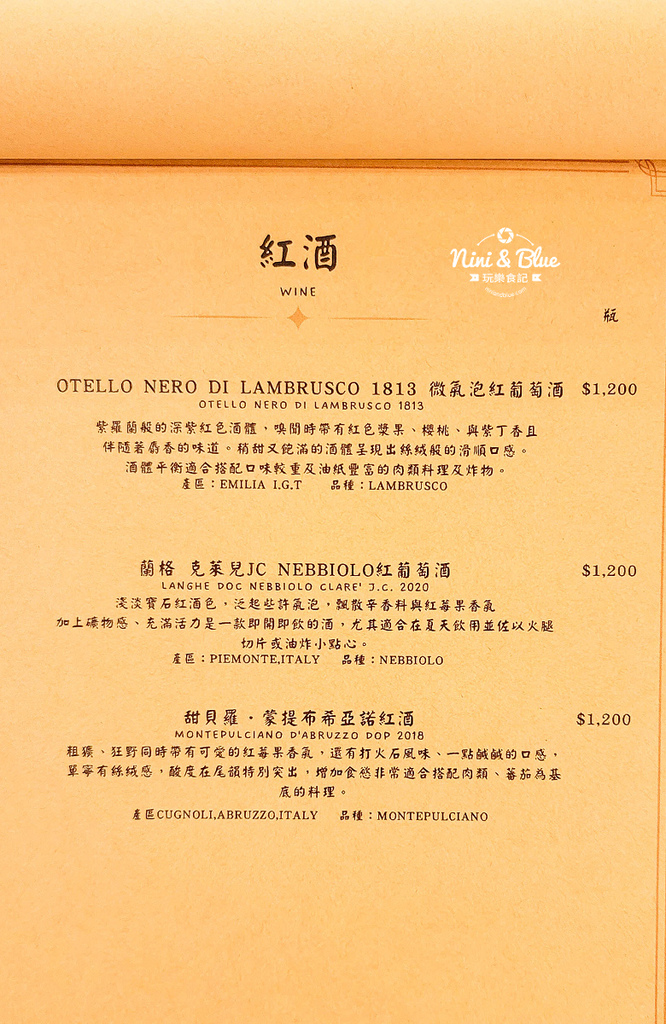 紅酒
WINE
Nini & Blue
玩樂食記
瓶
OTELLO NERO DI LAMBRUSCO 1813 微氣泡紅葡萄酒 $1,200
OTELLO NERO DI LAMBRUSCO 1813
紫羅蘭般的深紫紅色酒體，嗅聞時帶有紅色漿果、櫻桃、與紫丁香且
伴隨著麝香的味道。稍甜又飽滿的酒體呈現出絲絨般的滑順口感。
酒體平衡適合搭配口味較重及油紙豐富的肉類料理及炸物。
產區：EMILIA I.G.T 品種：LAMBRUSCO
蘭格 克萊兒JC NEBBIOLO紅葡萄酒 $1,200
LANGHE DOC NEBBIOLO CLARE' J.C. 2020
淺淡寶石紅酒色，泛起些許氣泡，飄散辛香料與紅莓果香氣
加上礦物感、充滿活力是一款即開即飲的酒，尤其適合在夏天飲用並佐以火腿
切片或油炸小點心。
產區：PIEMONTE,ITALY 品種：NEBBIOLO
甜貝羅·蒙提布希亞諾紅酒 $1,200
MONTEPULCIANO D'ABRUZZO DOP 2018
粗獷、狂野同時帶有可愛的紅莓果香氣，還有打火石風味、一點鹹鹹的口感，
單寧有絲絨感，酸度在尾韻特別突出，增加食慾非常適合搭配肉類、蕃茄為基
底的料理。
產區CUGNOLI,ABRUZZO,ITALY 品種：MONTEPULCIANO